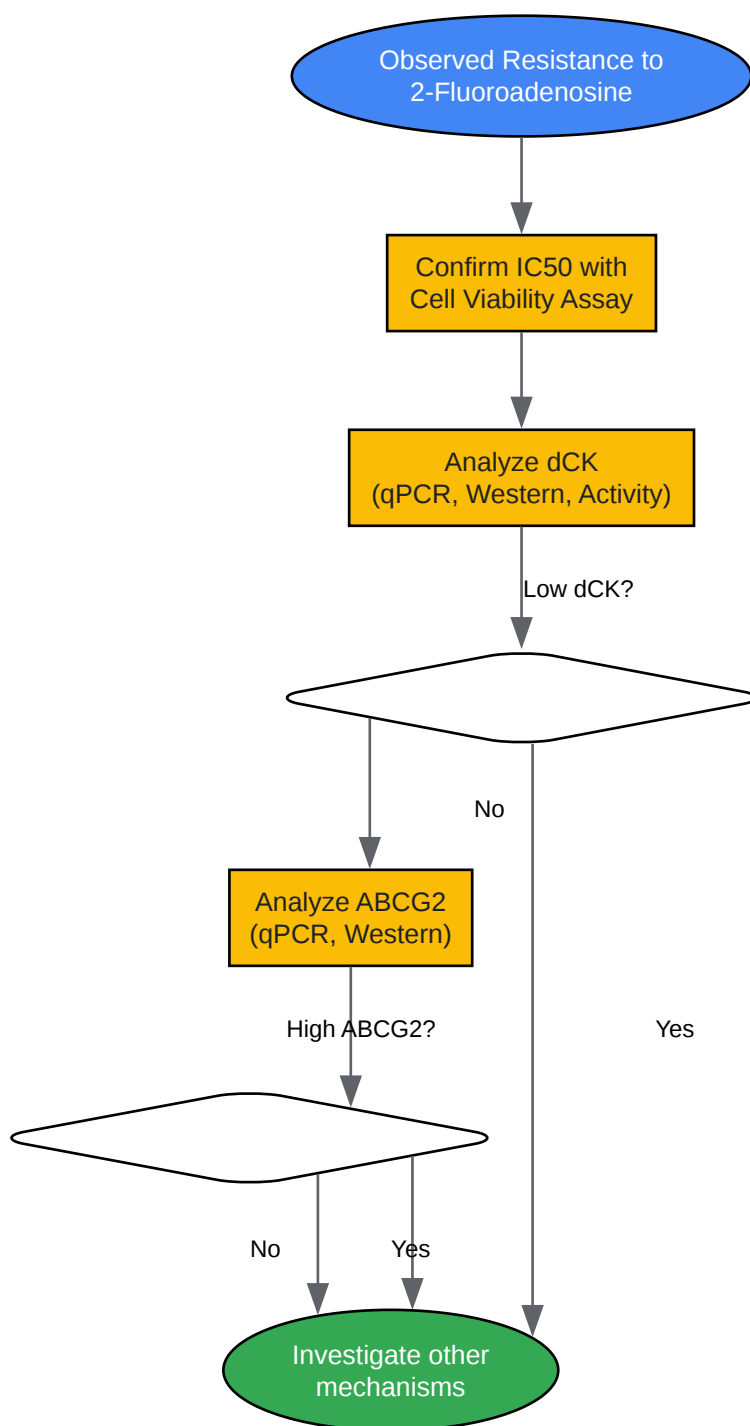 Observed Resistance to
2-Fluoroadenosine
Confirm IC50 with
Cell Viability Assay
Analyze dCK
(qPCR, Western, Activity)
Low dCK?
No
Analyze ABCG2
(qPCR, Western)
High ABCG2?
Yes
No
Yes
Investigate other
mechanisms